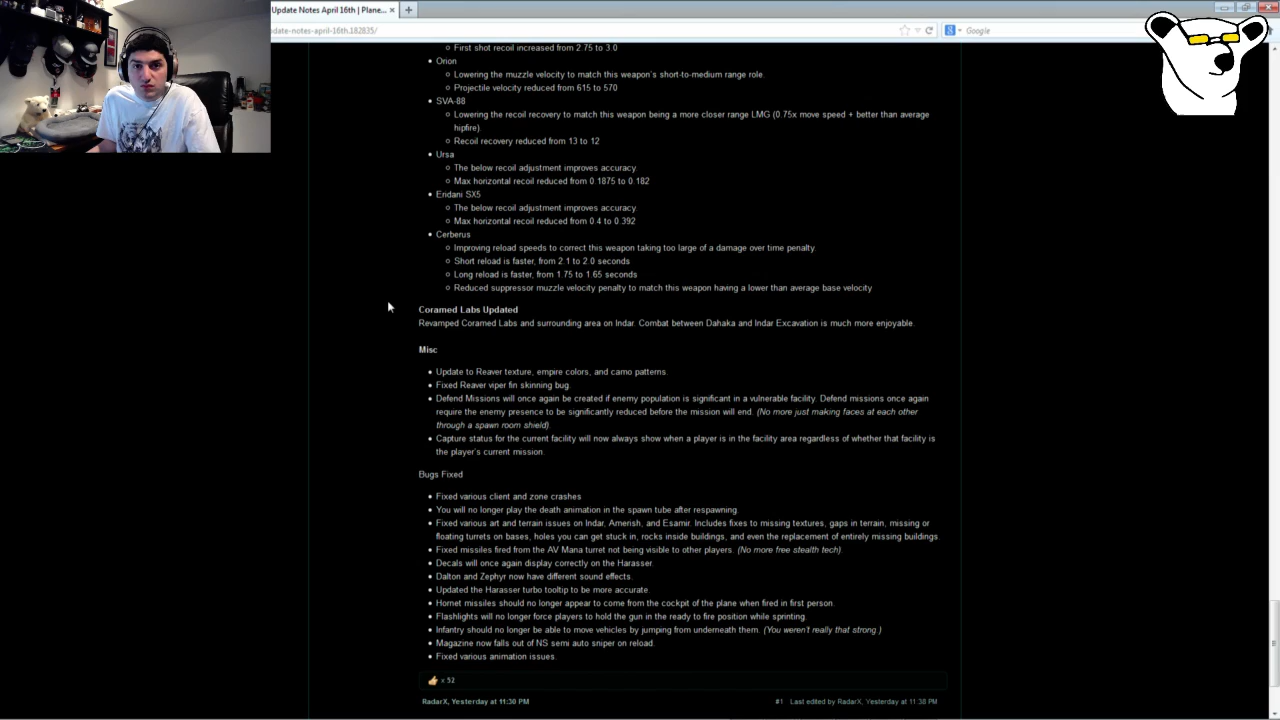 Update Notes April 16th | Plane...
date-notes-april-16th.182835/
Google
First shot recoil increased from 2.75 to 3.0
Orion
Lowering the muzzle velocity to match this weapon's short-to-medium range role.
Projectile velocity reduced from 615 to 570
SVA-88
Lowering the recoil recovery to match this weapon being a more closer range LMG (0.75x move speed + better than average
hipfire).
Recoil recovery reduced from 13 to 12
Ursa
The below recoil adjustment improves accuracy
Max horizontal recoil reduced from 0.1875 to 0.182
Eridani SX5
The below recoil adjustment improves accuracy
Max horizontal recoil reduced from 0.4 to 0.392
Cerberus
Improving reload speeds to correct this weapon taking too large of a damage over time penalty.
Short reload is faster, from 2.1 to 2.0 seconds
Long reload is faster, from 1.75 to 1.65 seconds
Reduced suppressor muzzle velocity penalty to match this weapon having a lower than average base velocity
Coramed Labs Updated
Revamped Coramed Labs and surrounding area on Indar. Combat between Dahaka and Indar Excavation is much more enjoyable.
Misc
Update to Reaver texture, empire colors, and camo patterns.
Fixed Reaver viper fin skinning bug.
Defend Missions will once again be created if enemy population is significant in a vulnerable facility. Defend missions once again
require the enemy presence to be significantly reduced before the mission will end. (No more just making faces at each other
through a spawn room shield).
Capture status for the current facility will now always show when a player is in the facility area regardless of whether that facility is
the player's current mission.
Bugs Fixed
Fixed various client and zone crashes
You will no longer play the death animation in the spawn tube after respawning.
Fixed various art and terrain issues on Indar, Amerish, and Esamir. Includes fixes to missing textures, gaps in terrain, missing or
floating turrets on bases, holes you can get stuck in, rocks inside buildings, and even the replacement of entirely missing buildings.
Fixed missiles fired from the AV Mana turret not being visible to other players. (No more free stealth tech).
Decals will once again display correctly on the Harasser.
Dalton and Zephyr now have different sound effects.
Updated the Harasser turbo tooltip to be more accurate.
Hornet missiles should no longer appear to come from the cockpit of the plane when fired in first person.
Flashlights will no longer force players to hold the gun in the ready to fire position while sprinting.
Infantry should no longer be able to move vehicles by jumping from underneath them. (You weren't really that strong.)
Magazine now falls out of NS semi auto sniper on reload.
Fixed various animation issues.
x 52
RadarX, Yesterday at 11:30 PM
#1 Last edited by RadarX, Yesterday at 11:38 PM